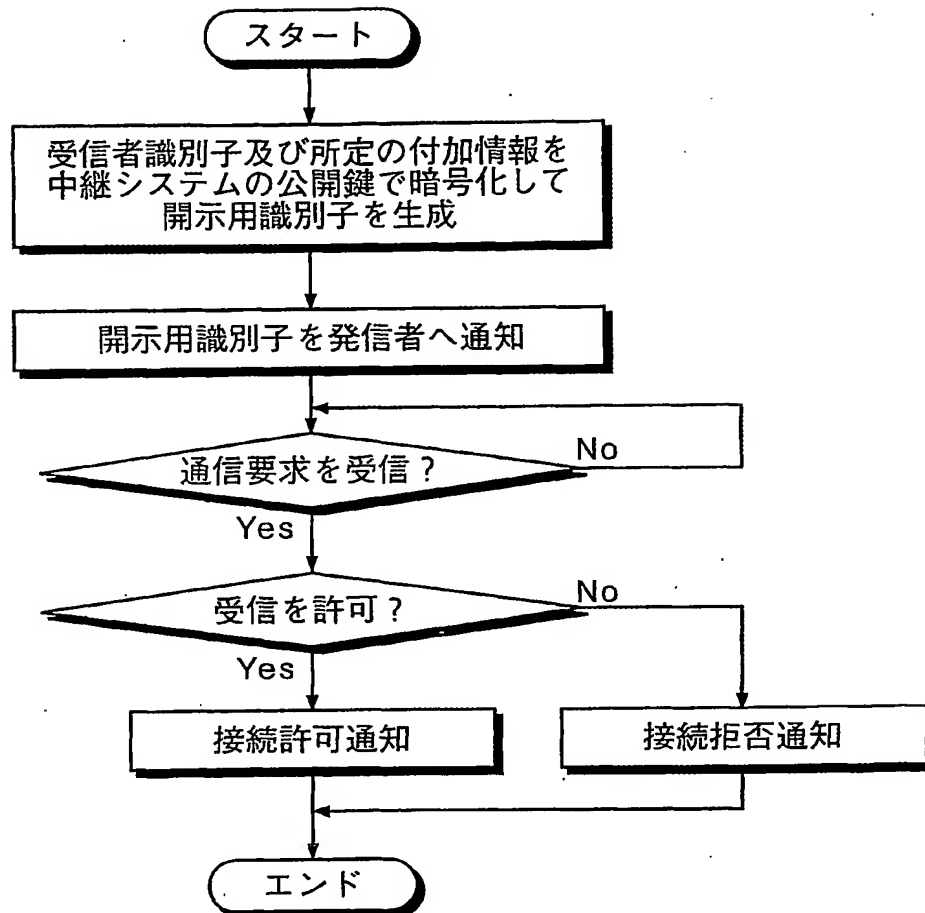 スタート
受信者識別子及び所定の付加情報を
中継システムの公開鍵で暗号化して
開示用識別子を生成
開示用識別子を発信者へ通知
通信要求を受信?
No
Yes
受信を許可?
No
Yes
接続許可通知
接続拒否通知
エンド